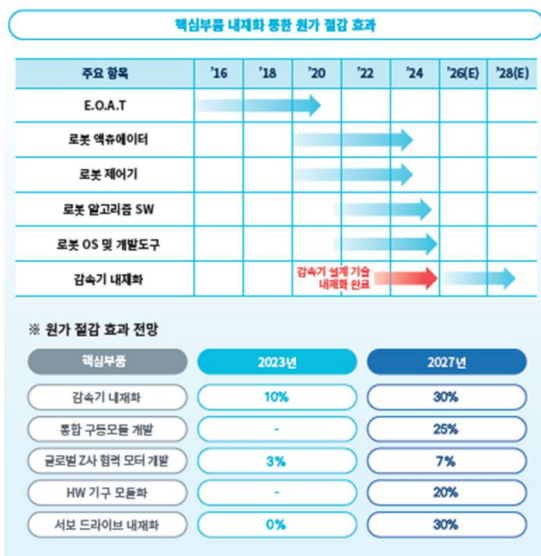 핵심부품 내재화 통한 원가 절감 효과
주요 항목 '16 '18 '20 '22 '24 '26(E) '28(E)
E.O.A.T
로봇 액츄에이터
로봇 제어기
로봇 알고리즘 SW
로봇 OS 및 개발도구
감속기 내재화 감속기 설계 기술
내재화 완료
※ 원가 절감 효과 전망
핵심부품 2023년 2027년
감속기 내재화 10% 30%
통합 구동모듈 개발 - 25%
글로벌 Z사 협력 모터 개발 3% 7%
HW 기구 모듈화 - 20%
서보 드라이브 내재화 0% 30%